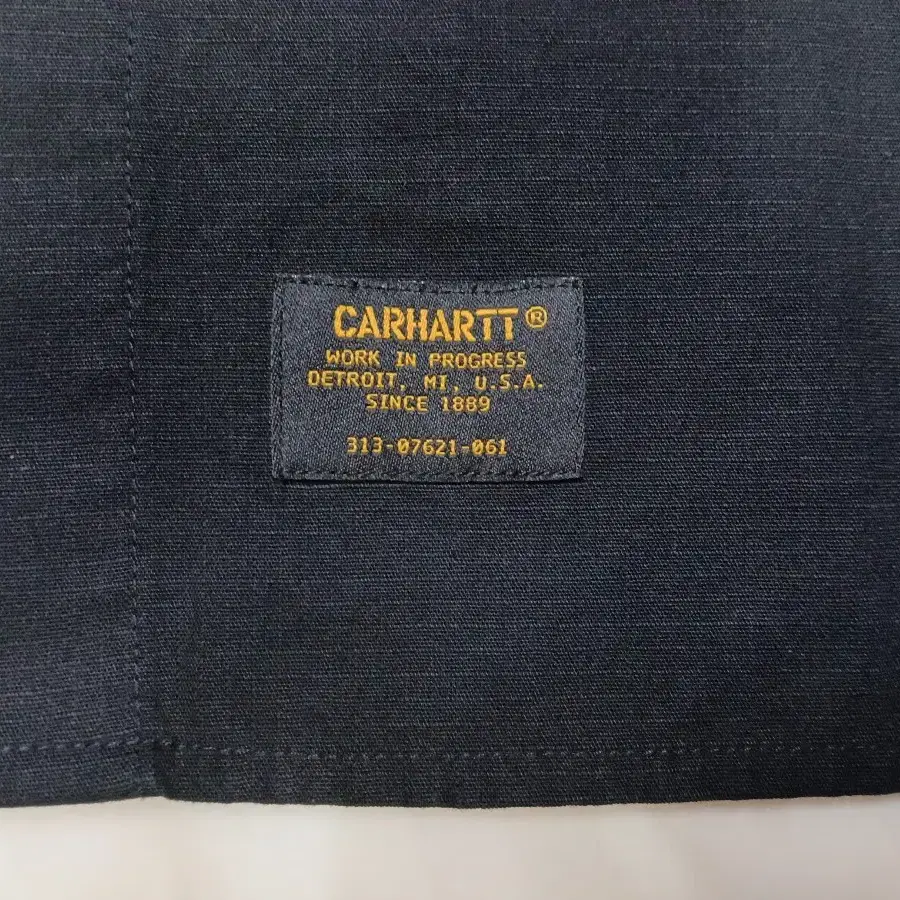 CARHARTT®
WORK IN PROGRESS
DETROIT, MI, U.S.A.
SINCE 1889
313-07621-061